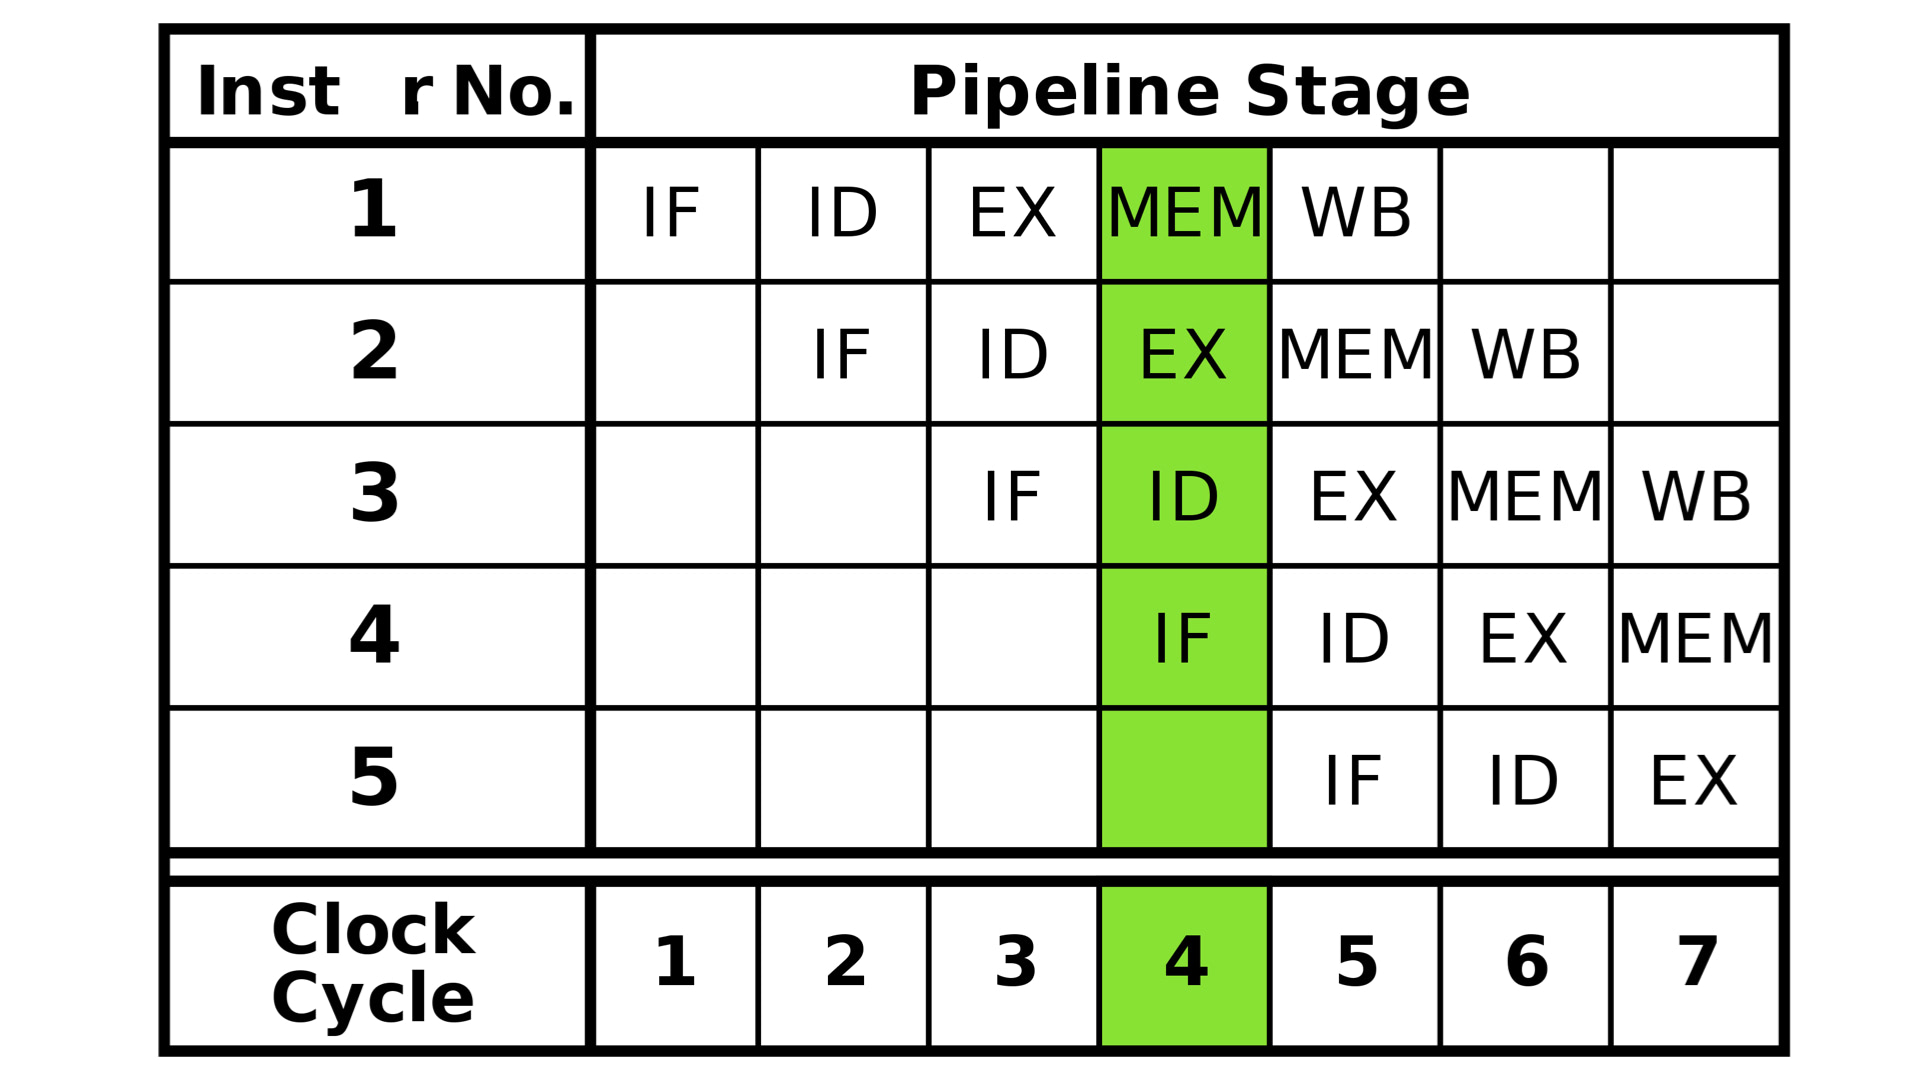 Inst r No. Pipeline Stage
1 IF ID EX MEM WB
2 IF ID EX MEM WB
3 IF ID EX MEM WB
4 IF ID EX MEM
5 IF ID EX
Clock
Cycle 1 2 3 4 5 6 7